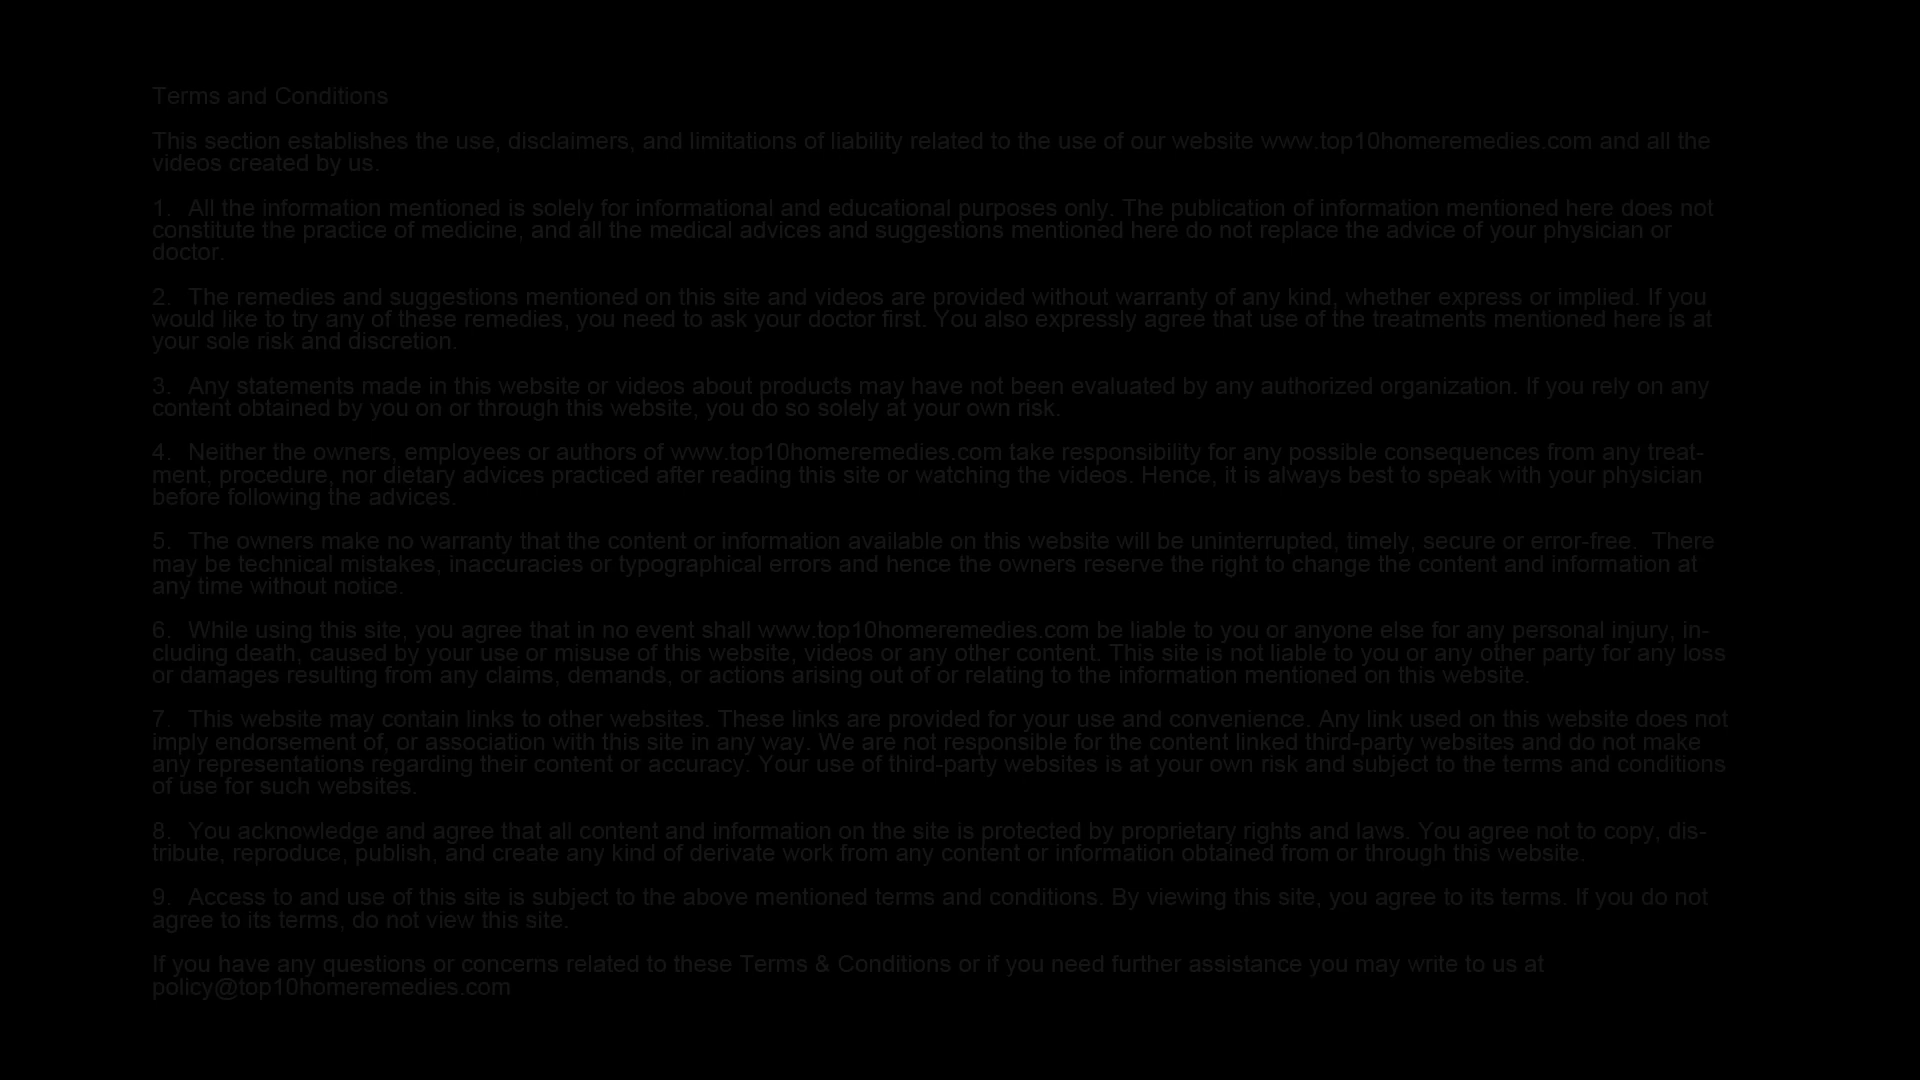 Terms and Conditions
This section establishes the use, disclaimers, and limitations of liability related to the use of our website www.top10homeremedies.com and all the
videos created by us.
1.  All the information mentioned is solely for informational and educational purposes only. The publication of information mentioned here does not
constitute the practice of medicine, and all the medical advices and suggestions mentioned here do not replace the advice of your physician or
doctor.
2.  The remedies and suggestions mentioned on this site and videos are provided without warranty of any kind, whether express or implied. If you
would like to try any of these remedies, you need to ask your doctor first. You also expressly agree that use of the treatments mentioned here is at
your sole risk and discretion.
3.  Any statements made in this website or videos about products may have not been evaluated by any authorized organization. If you rely on any
content obtained by you on or through this website, you do so solely at your own risk.
4.  Neither the owners, employees or authors of www.top10homeremedies.com take responsibility for any possible consequences from any treat-
ment, procedure, nor dietary advices practiced after reading this site or watching the videos. Hence, it is always best to speak with your physician
before following the advices.
5.  The owners make no warranty that the content or information available on this website will be uninterrupted, timely, secure or error-free.  There
may be technical mistakes, inaccuracies or typographical errors and hence the owners reserve the right to change the content and information at
any time without notice.
6.  While using this site, you agree that in no event shall www.top10homeremedies.com be liable to you or anyone else for any personal injury, in-
cluding death, caused by your use or misuse of this website, videos or any other content. This site is not liable to you or any other party for any loss
or damages resulting from any claims, demands, or actions arising out of or relating to the information mentioned on this website.
7.  This website may contain links to other websites. These links are provided for your use and convenience. Any link used on this website does not
imply endorsement of, or association with this site in any way. We are not responsible for the content linked third-party websites and do not make
any representations regarding their content or accuracy. Your use of third-party websites is at your own risk and subject to the terms and conditions
of use for such websites.
8.  You acknowledge and agree that all content and information on the site is protected by proprietary rights and laws. You agree not to copy, dis-
tribute, reproduce, publish, and create any kind of derivate work from any content or information obtained from or through this website.
9.  Access to and use of this site is subject to the above mentioned terms and conditions. By viewing this site, you agree to its terms. If you do not
agree to its terms, do not view this site.
If you have any questions or concerns related to these Terms & Conditions or if you need further assistance you may write to us at
policy@top10homeremedies.com